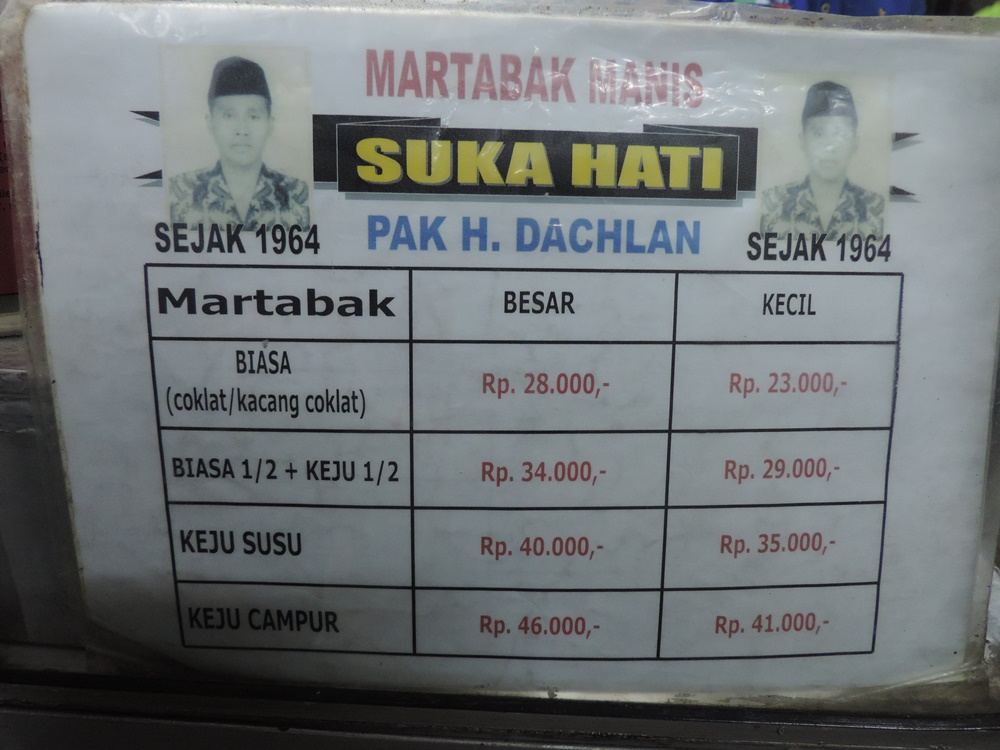 MARTABAK MANIS
SUKA HATI
PAK H. DACHLAN
SEJAK 1964
SEJAK 1964
Martabak BESAR KECIL
BIASA
(coklat/kacang coklat) Rp. 28.000,- Rp. 23.000,-
BIASA 1/2 + KEJU 1/2 Rp. 34.000,- Rp. 29.000,-
KEJU SUSU Rp. 40.000,- Rp. 35.000,-
KEJU CAMPUR Rp. 46.000,- Rp. 41.000,-